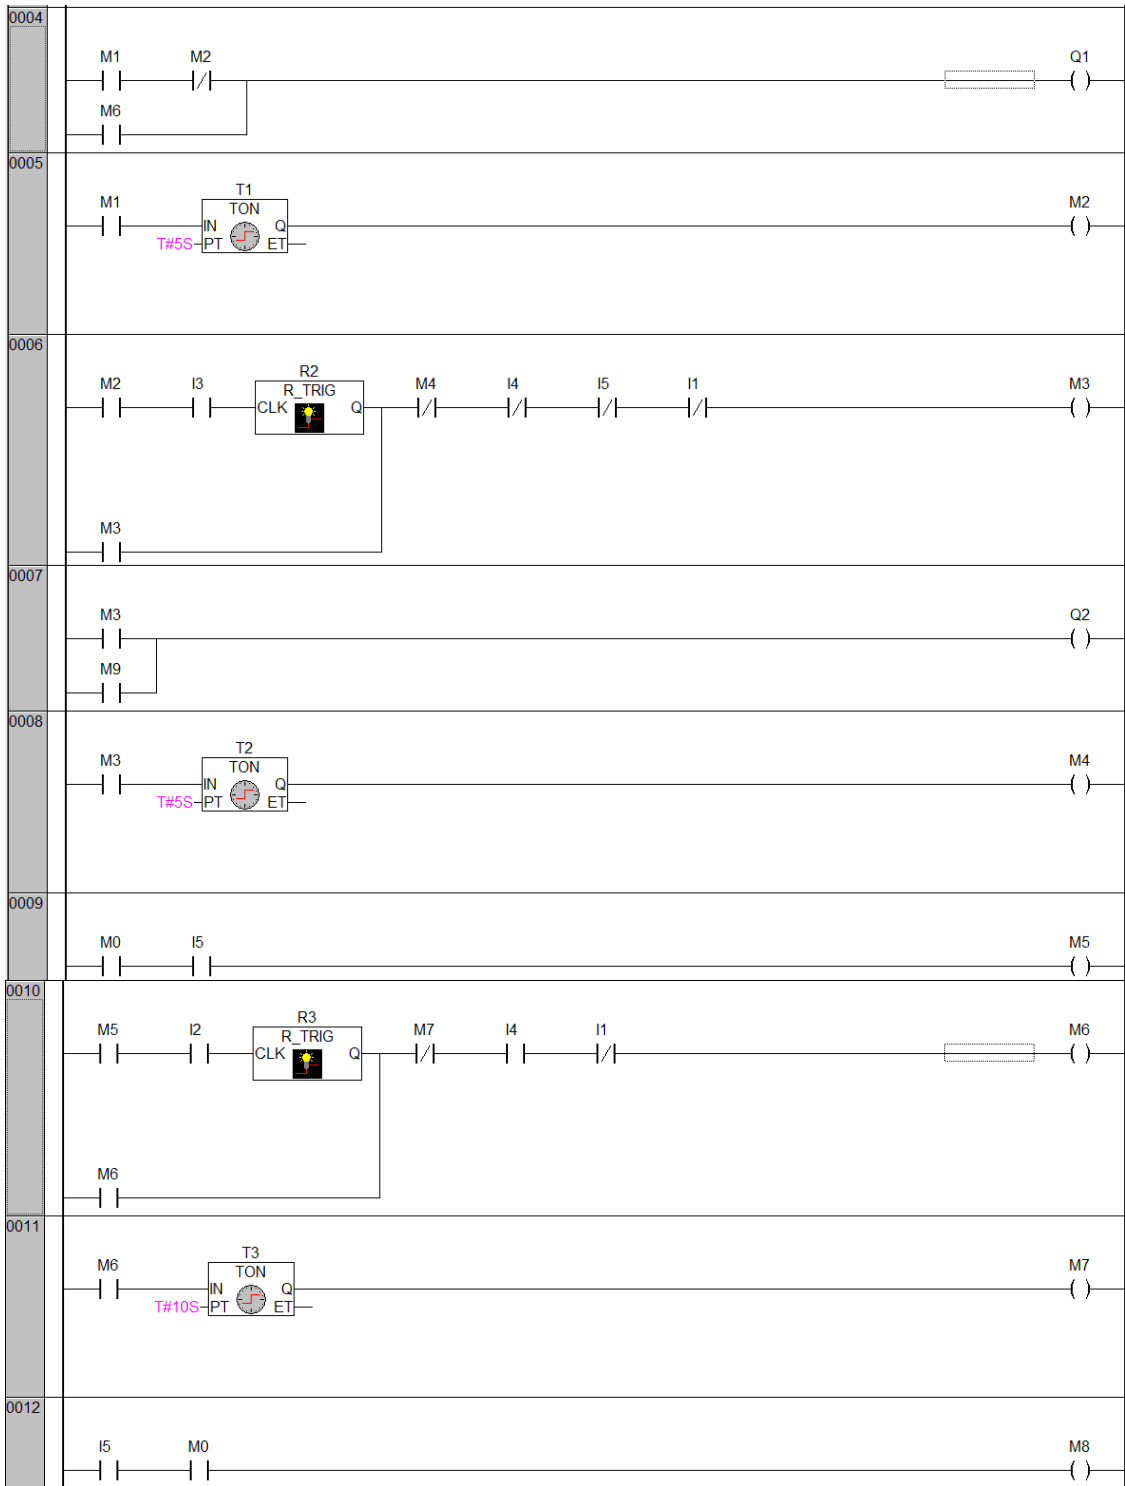 0004
M1 M2 Q1
M6
0005
T1
M1 TON M2
IN Q
T#5S PT ET
0006
R2
M2 I3 R_TRIG M4 I4 I5 I1 M3
CLK Q
M3
0007
M3 Q2
M9
0008
T2
M3 TON M4
IN Q
T#5S PT ET
0009
M0 I5 M5
0010
R3
M5 I2 R_TRIG M7 I4 I1 M6
CLK Q
M6
0011
T3
M6 TON M7
IN Q
T#10S PT ET
0012
I5 M0 M8